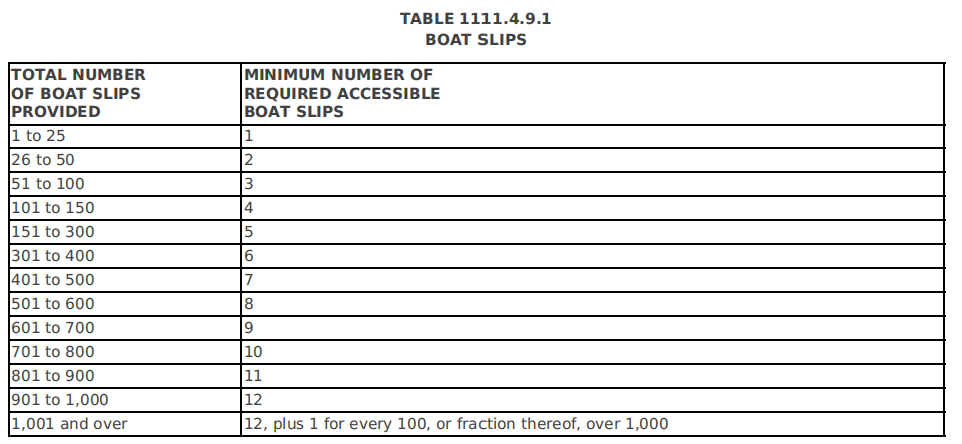 TABLE 1111.4.9.1
BOAT SLIPS
TOTAL NUMBER
OF BOAT SLIPS
PROVIDED
MINIMUM NUMBER OF
REQUIRED ACCESSIBLE
BOAT SLIPS
1 to 25 1
26 to 50 2
51 to 100 3
101 to 150 4
151 to 300 5
301 to 400 6
401 to 500 7
501 to 600 8
601 to 700 9
701 to 800 10
801 to 900 11
901 to 1,000 12
1,001 and over 12, plus 1 for every 100, or fraction thereof, over 1,000